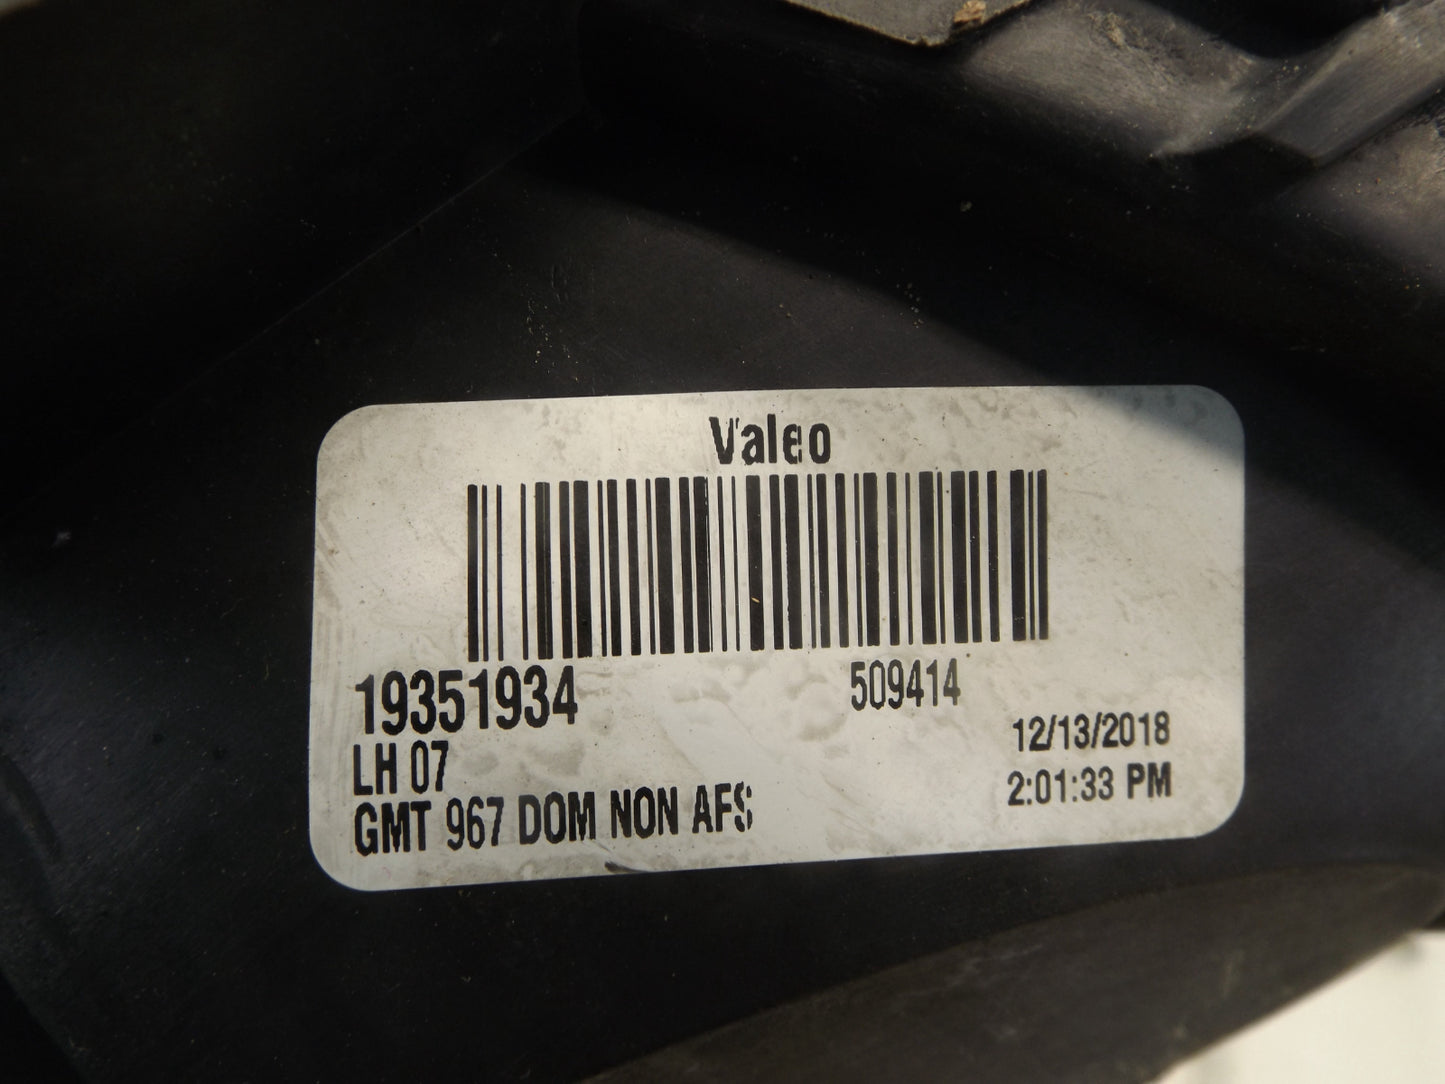 Valeo
19351934 509414
LH 07 12/13/2018
GMT 967 DOM NON AFS 2:01:33 PM